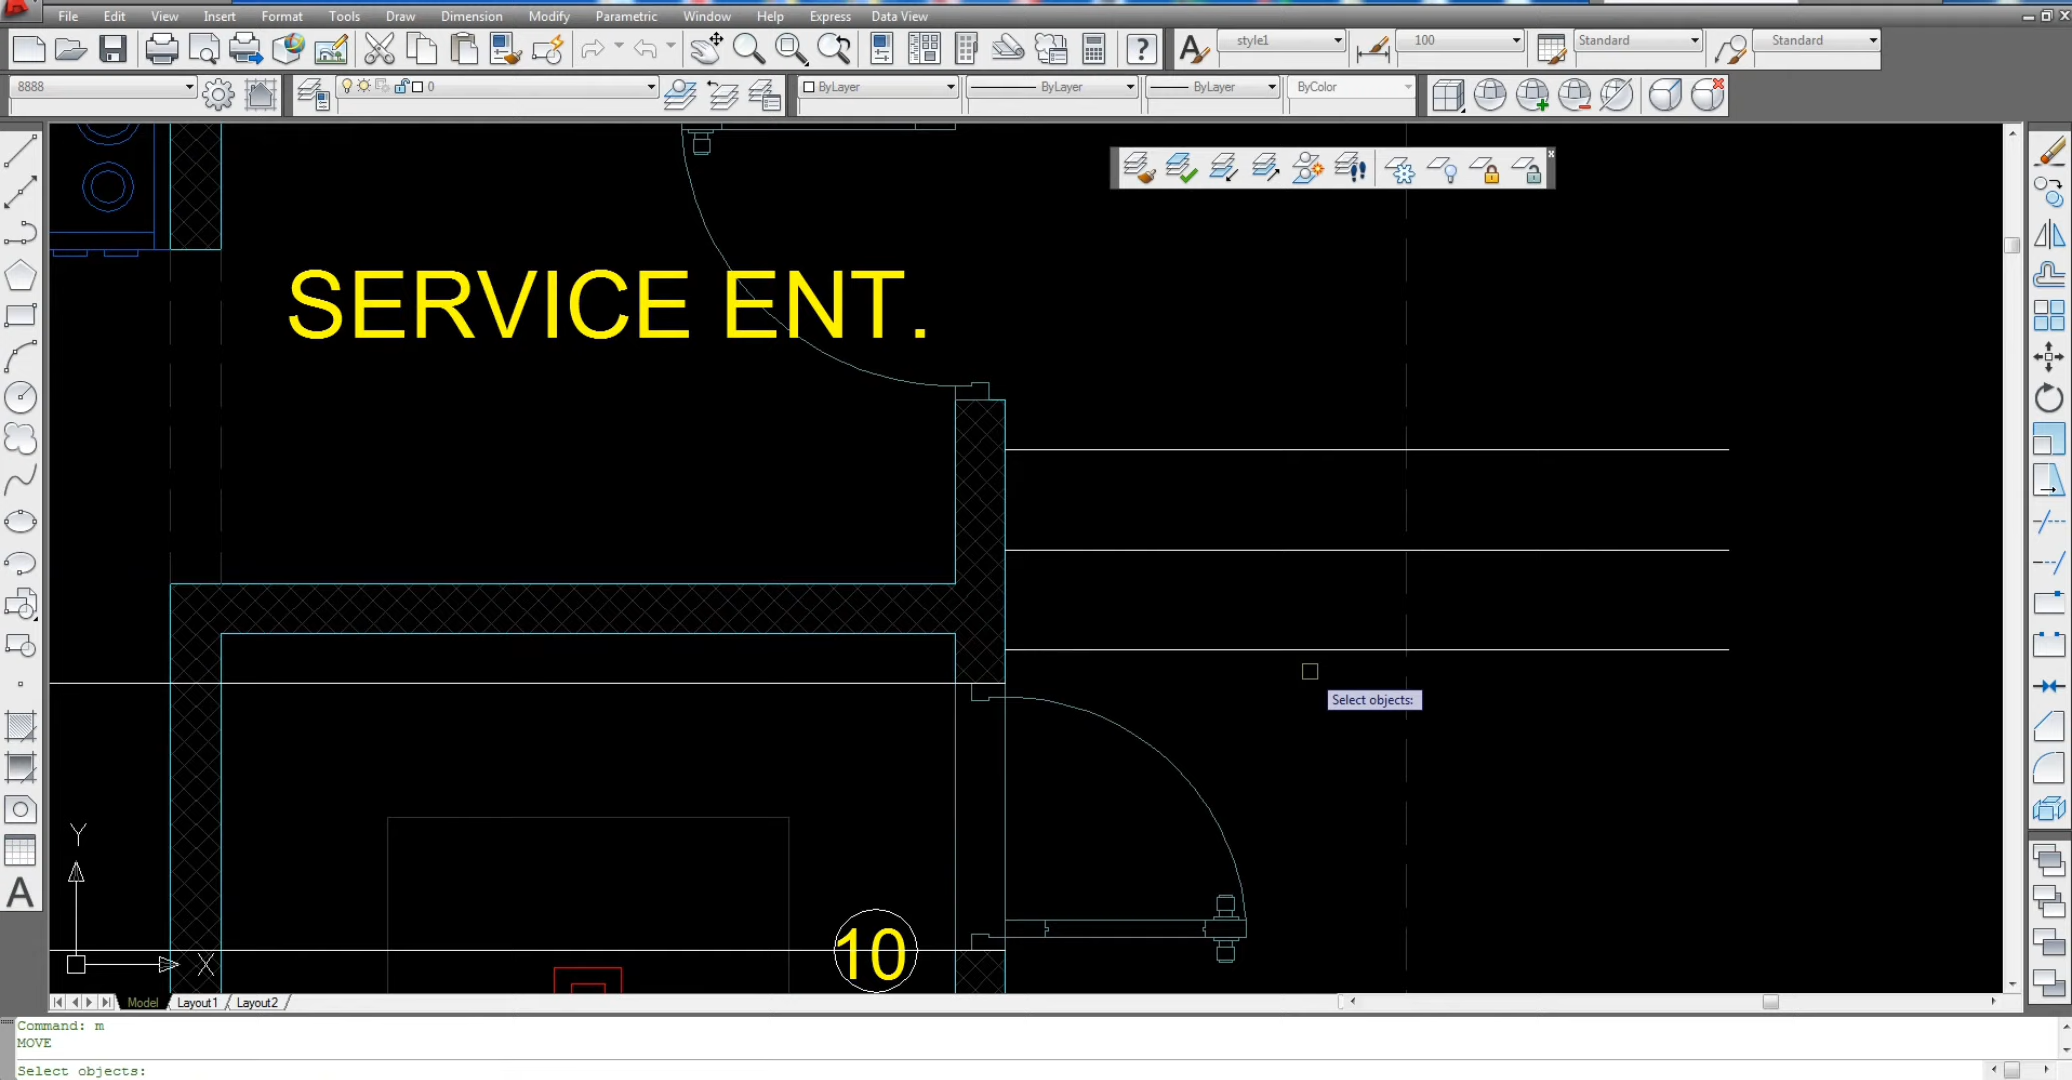 File Edit View Insert Format Tools Draw Dimension Modify Parametric Window Help Express Data View
style1 100 Standard Standard
8888 0 ByLayer ByLayer ByLayer ByColor
SERVICE ENT.
Select objects:
Y
10
X
Model Layout1 Layout2
Command: m
MOVE
Select objects: